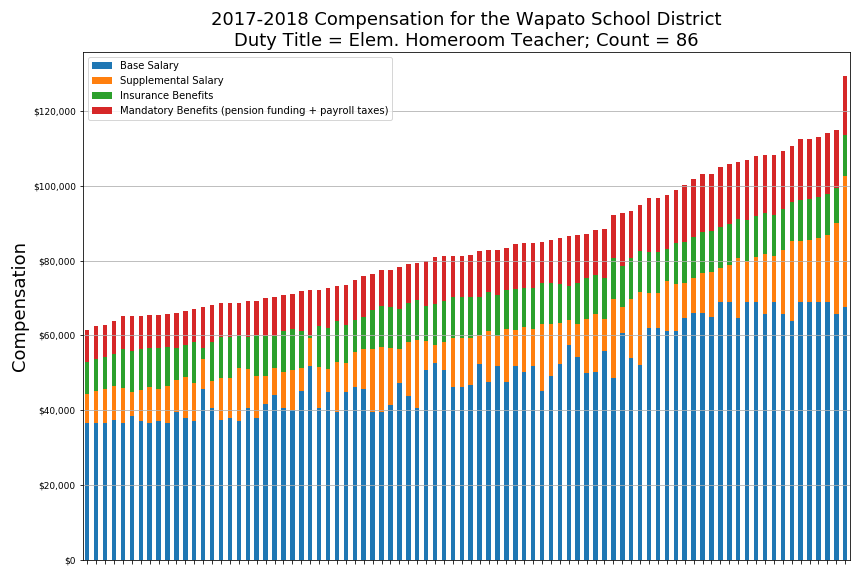 2017-2018 Compensation for the Wapato School District
Duty Title = Elem. Homeroom Teacher; Count = 86
Base Salary
Supplemental Salary
Insurance Benefits
Mandatory Benefits (pension funding + payroll taxes)
Compensation
$120,000
$100,000
$80,000
$60,000
$40,000
$20,000
$0